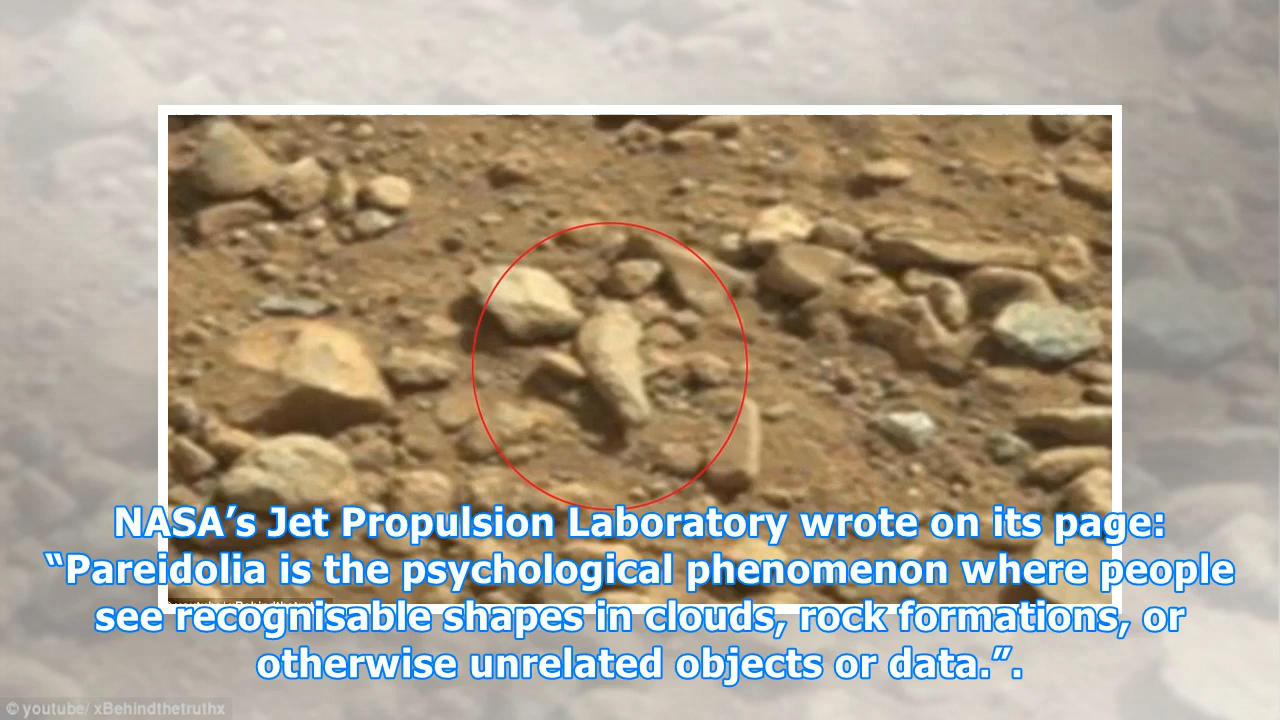 NASA’s Jet Propulsion Laboratory wrote on its page:
“Pareidolia is the psychological phenomenon where people
see recognisable shapes in clouds, rock formations, or
otherwise unrelated objects or data.”.
© youtube/ xBehindthetruthx